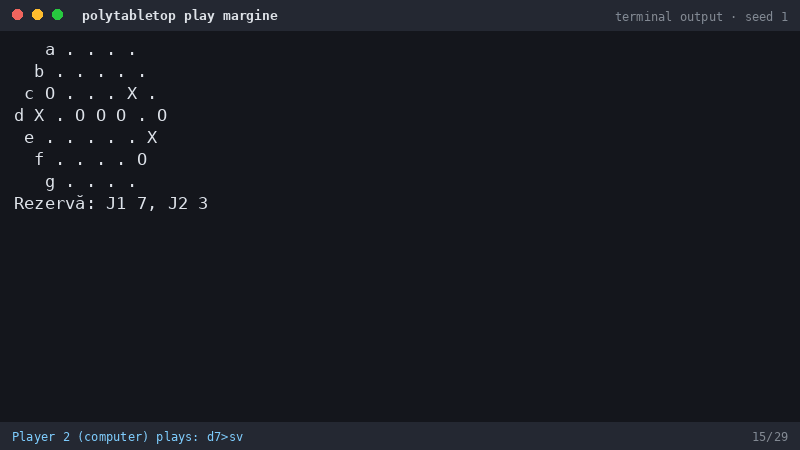 polytabletop play margine
terminal output · seed 1
a . . . .
b . . . . .
c O . . . X .
d X . O O O . O
e . . . . . X
f . . . . O
g . . . .
Rezervă: J1 7, J2 3
Player 2 (computer) plays: d7>sv
15/29